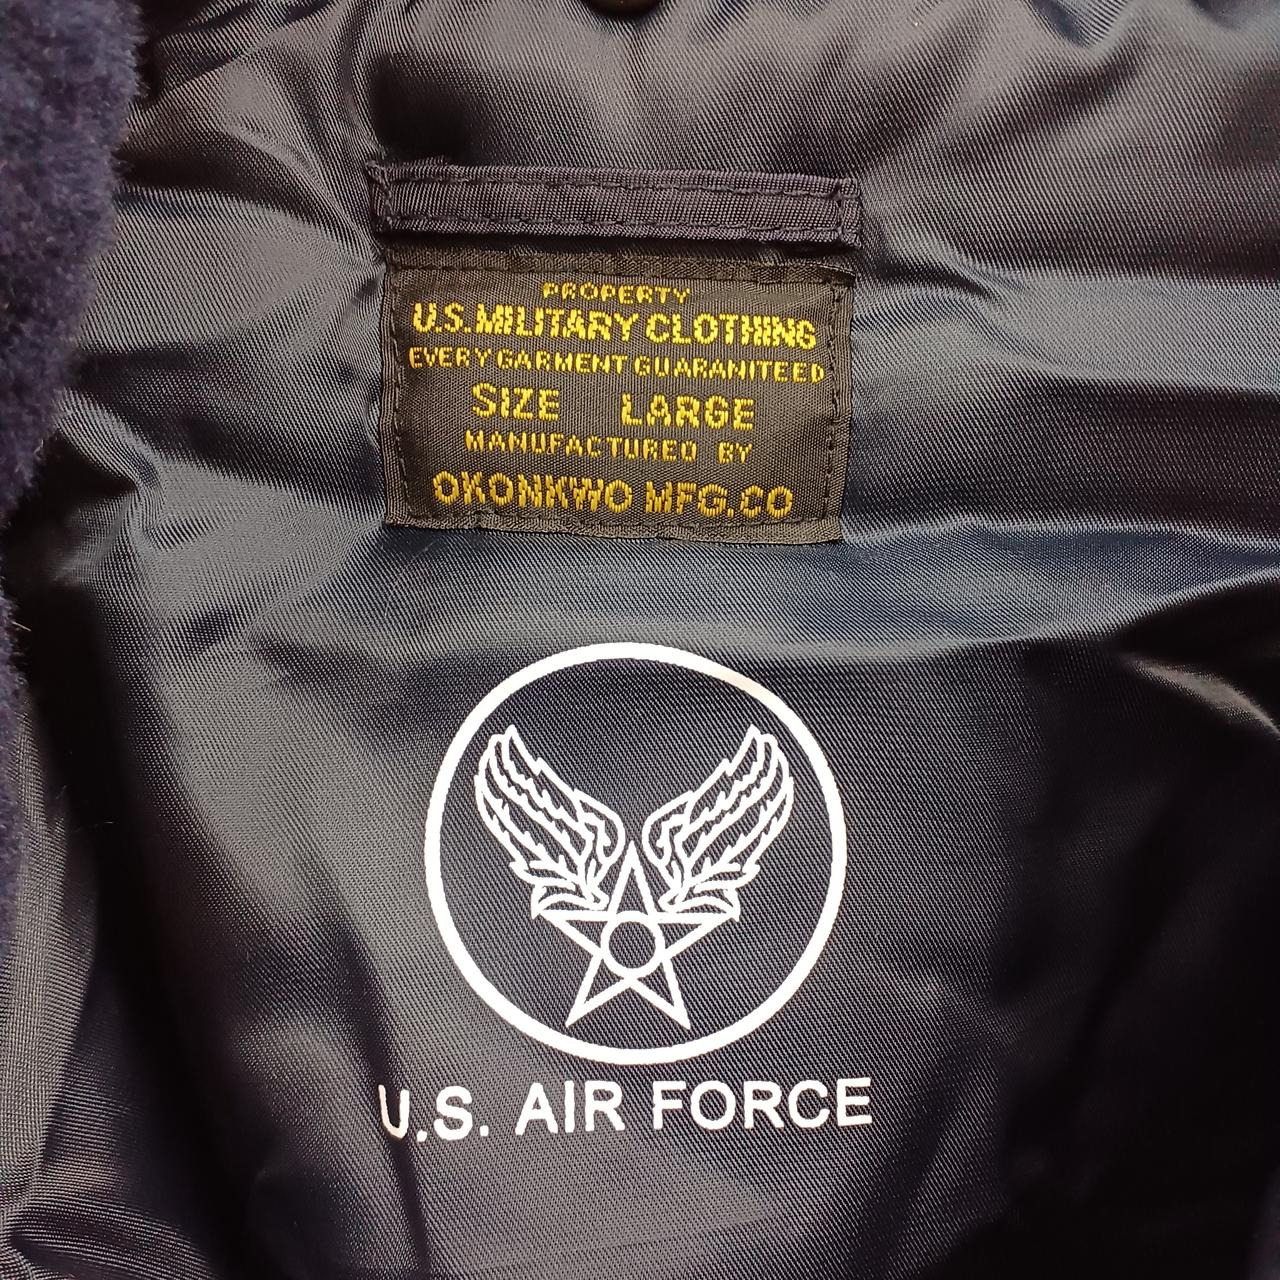 PROPERTY
U.S.MILITARY CLOTHING
EVERY GARMENT GUARANITEED
SIZE LARGE
MANUFACTURED BY
OKONKWO MFG.CO
U.S. AIR FORCE